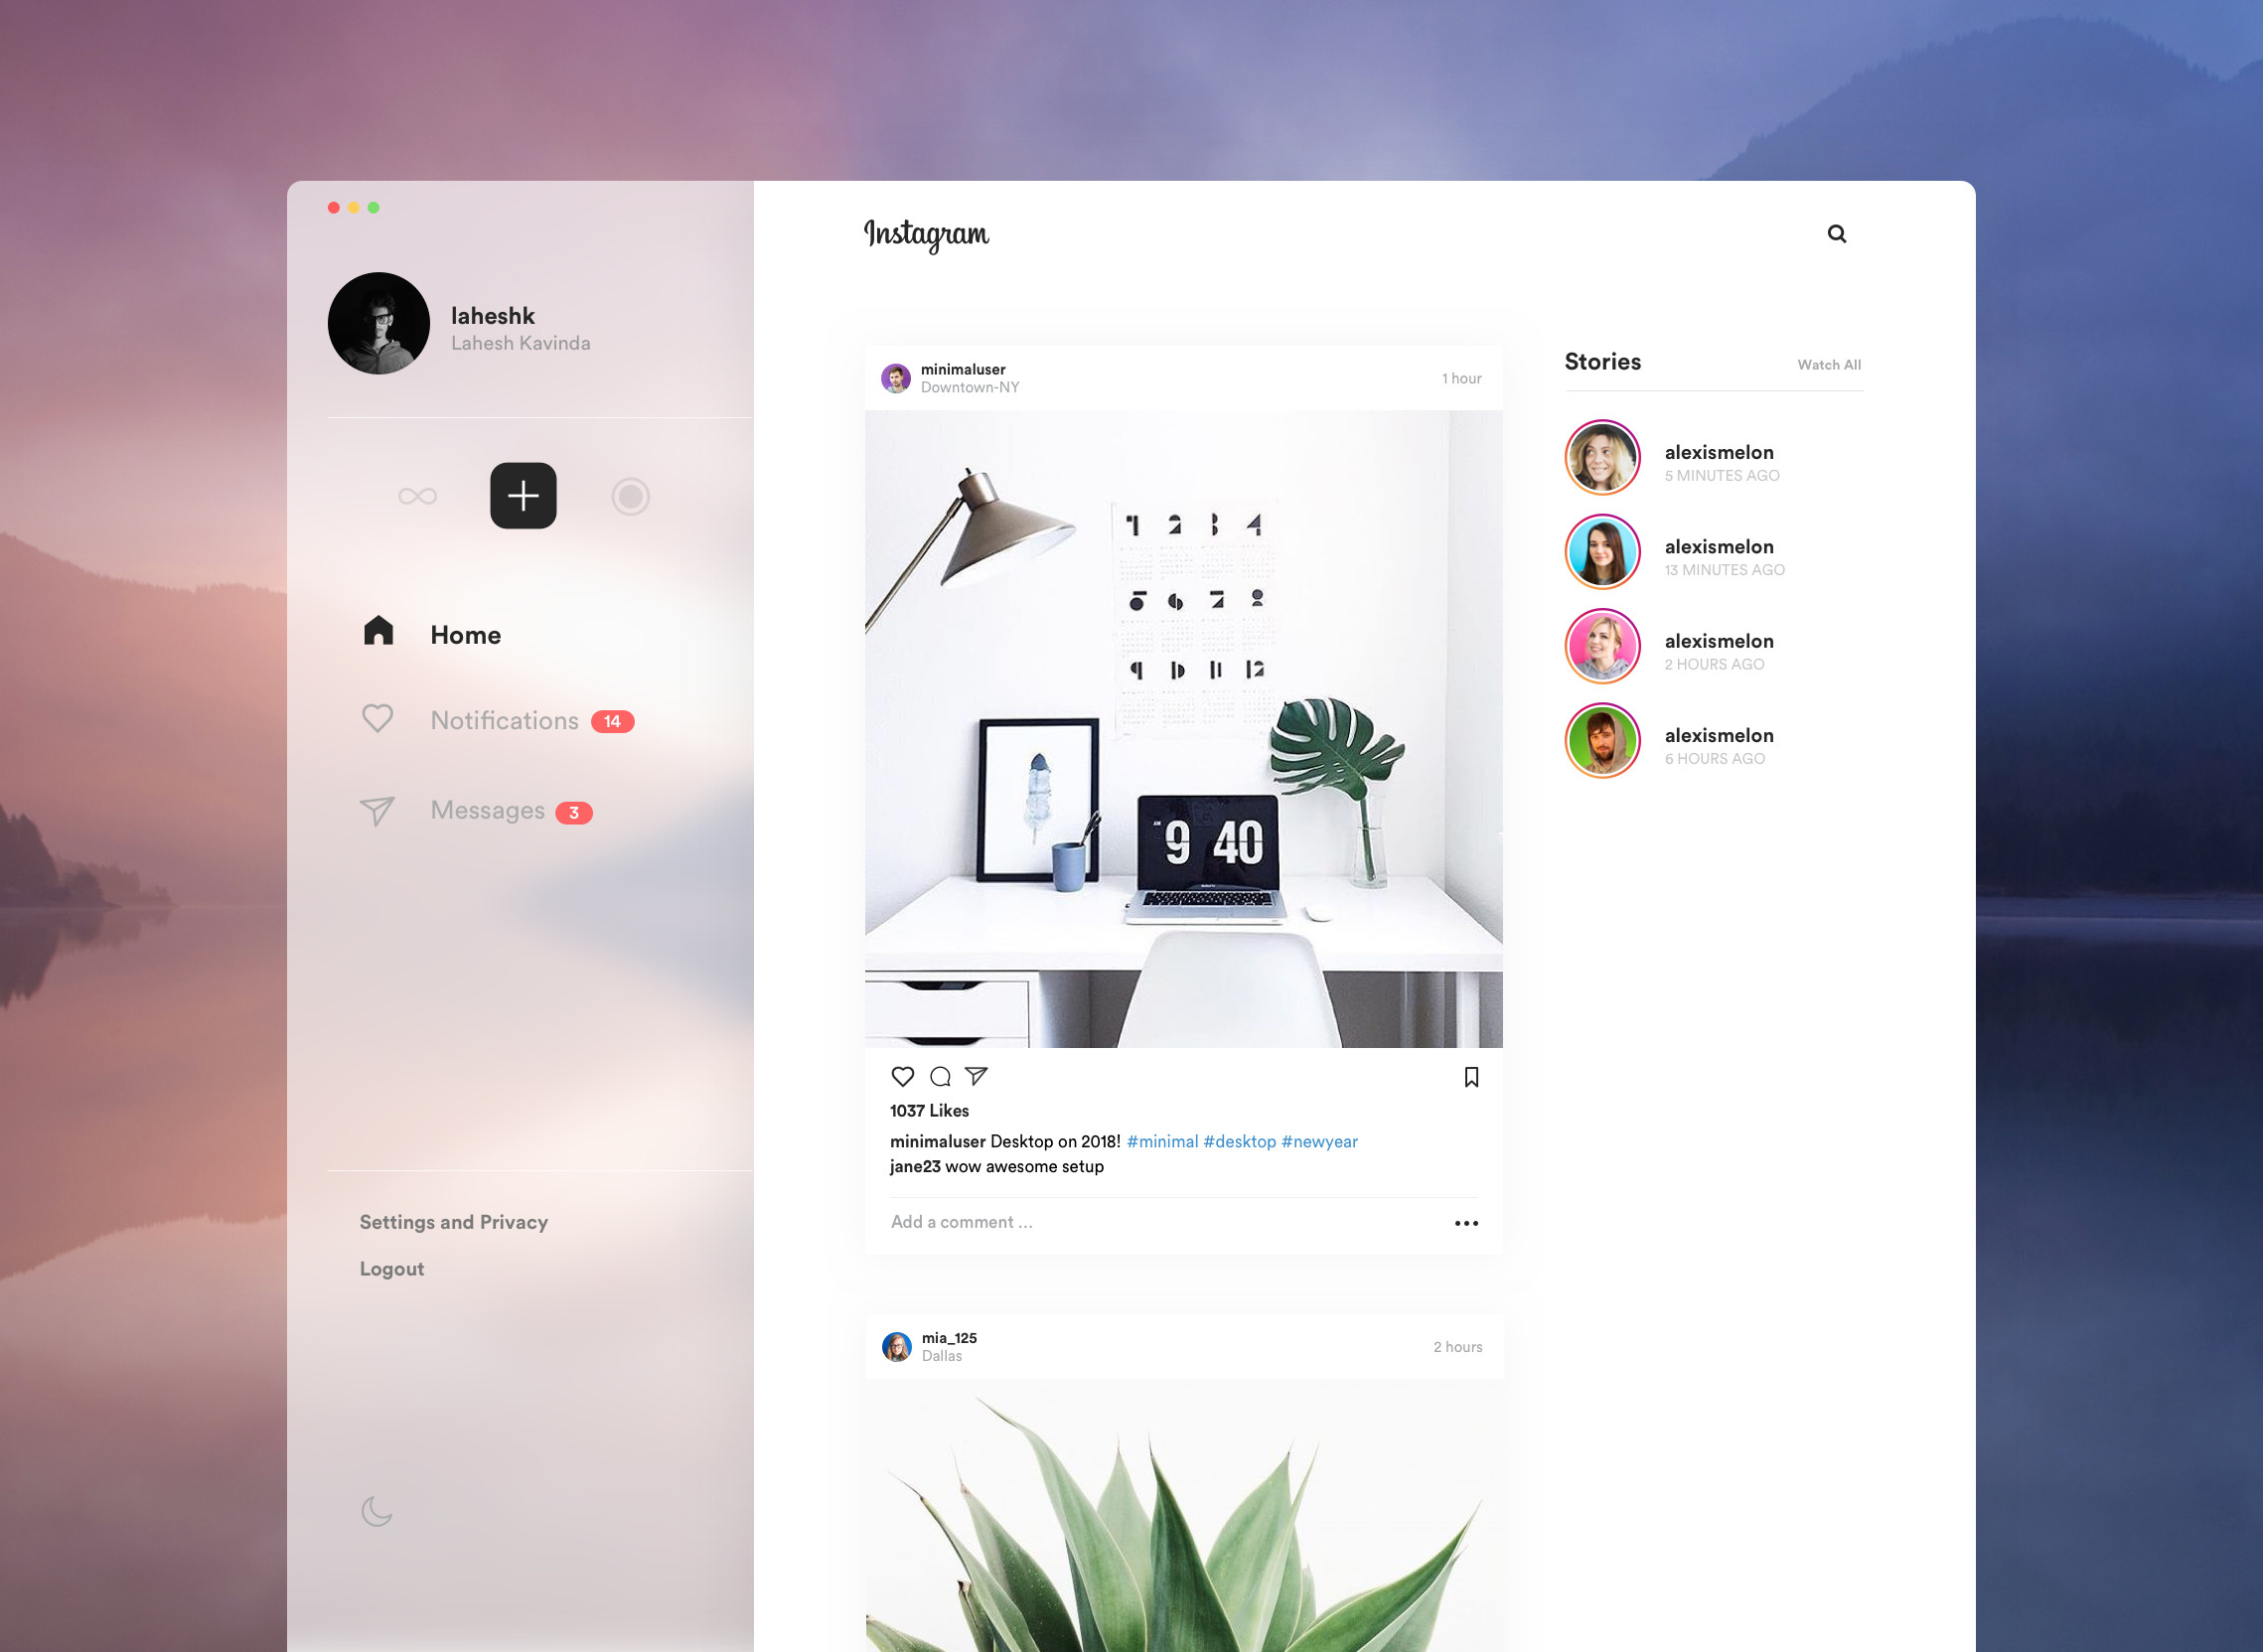 laheshk
Lahesh Kavinda
Home
Notifications 14
Messages 3
Settings and Privacy
Logout
Instagram
minimaluser
Downtown-NY
1 hour
1 2 3 4
5 6 7 8
9 10 11 12
AM 9 40
1037 Likes
minimaluser Desktop on 2018! #minimal #desktop #newyear
jane23 wow awesome setup
Add a comment ...
mia_125
Dallas
2 hours
Stories
Watch All
alexismelon
5 MINUTES AGO
alexismelon
13 MINUTES AGO
alexismelon
2 HOURS AGO
alexismelon
6 HOURS AGO